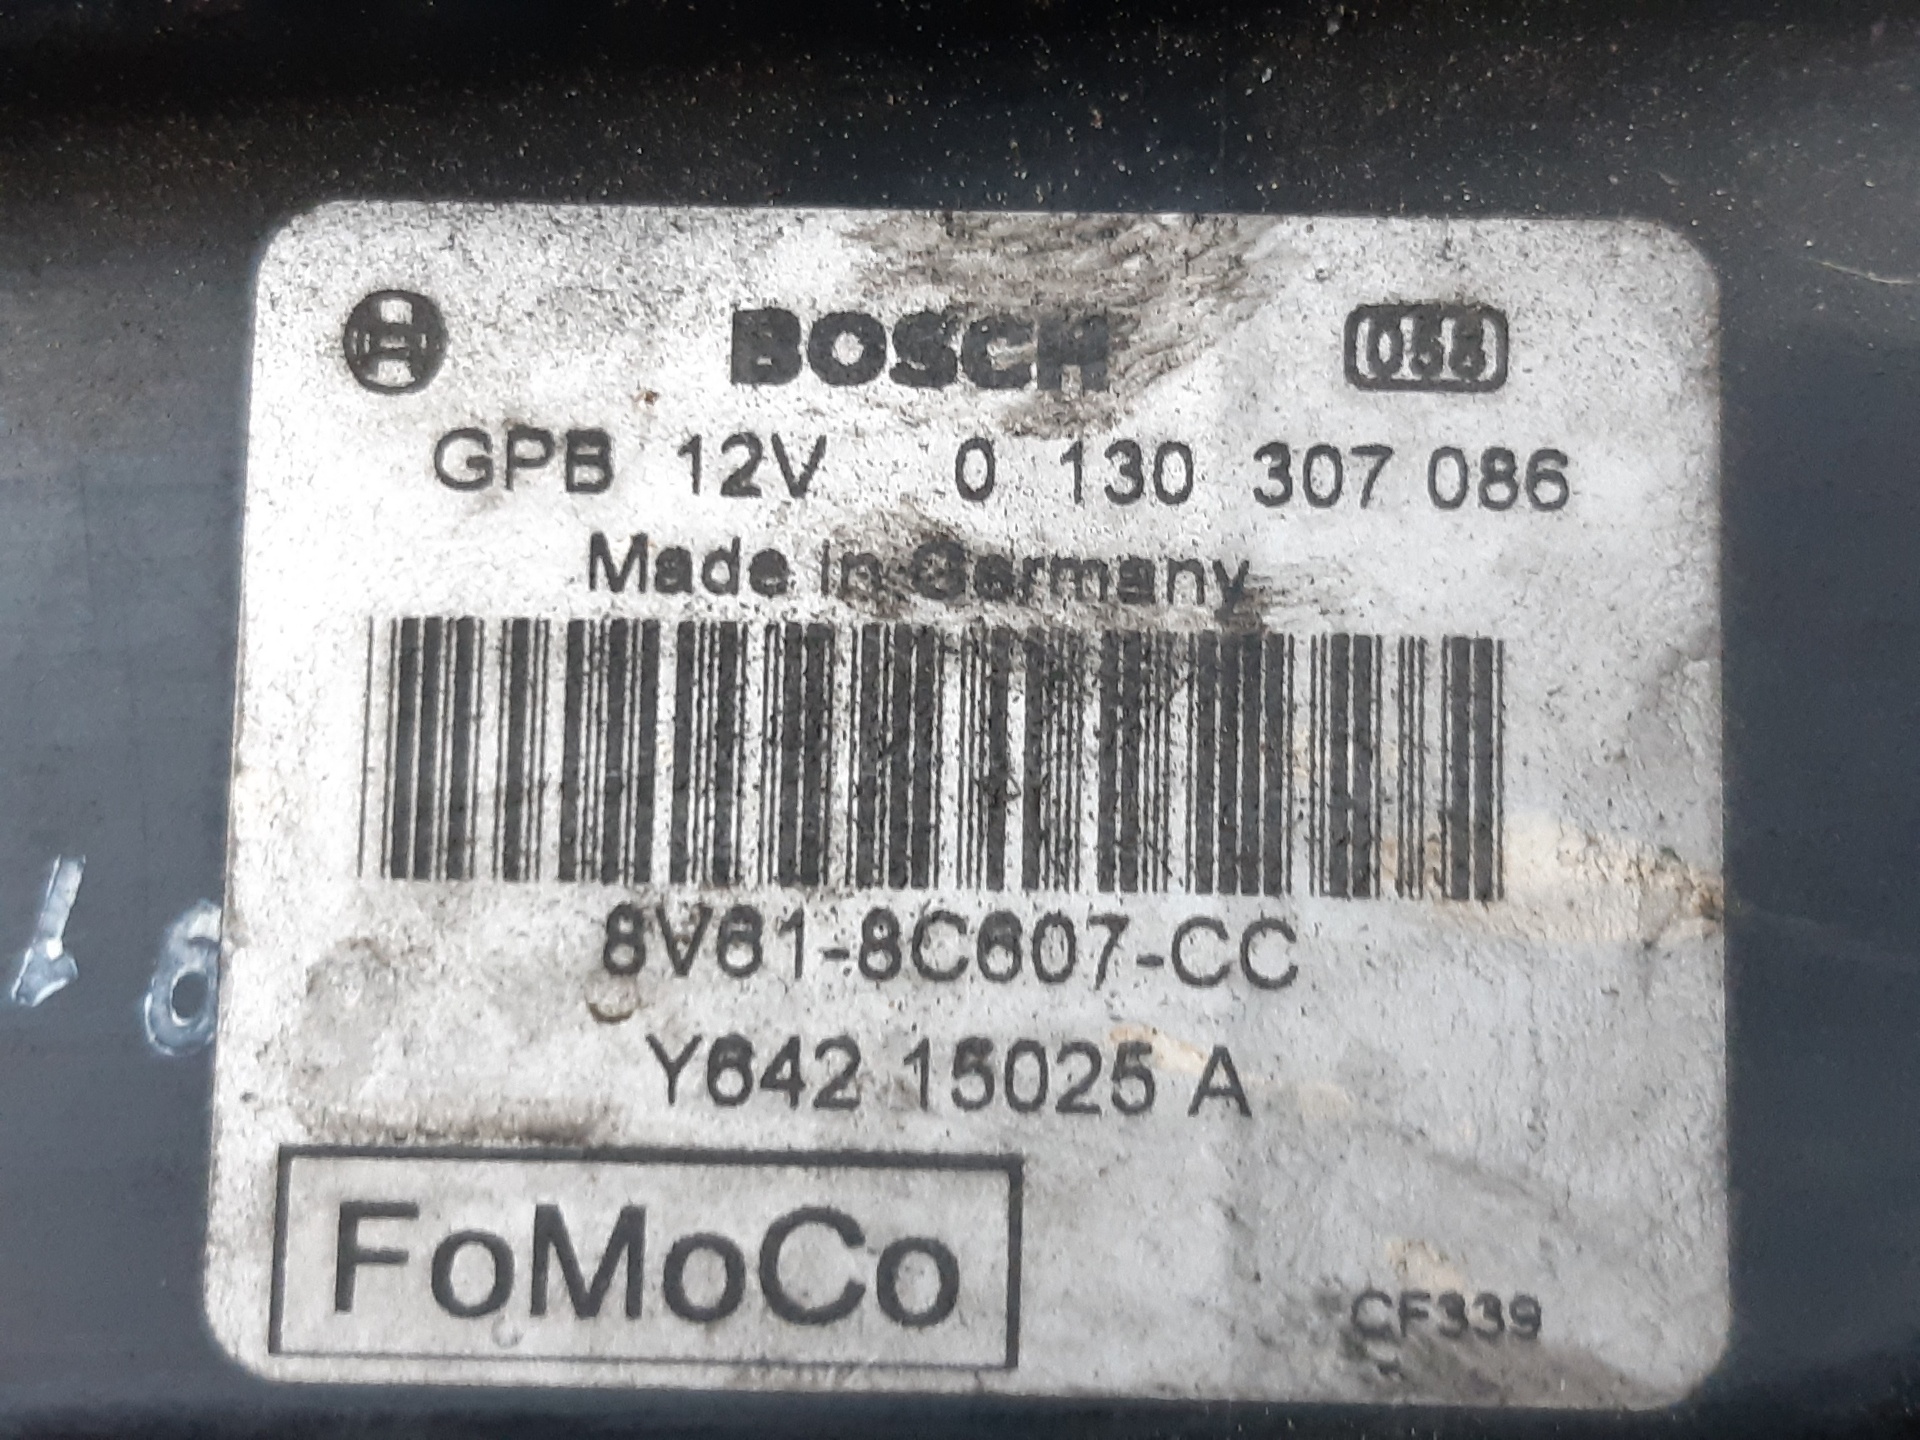 BOSCH 058
GPB 12V 0 130 307 086
Made in Germany
8V61-8C607-CC
Y642 15025 A
FoMoCo
CF339